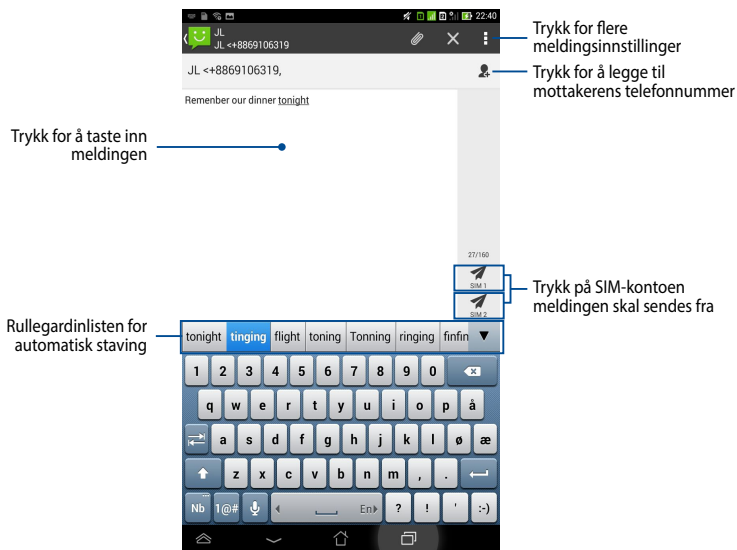 22:40
JL
JL <+8869106319
Trykk for flere
meldingsinnstillinger
JL <+8869106319,
Trykk for å legge til
mottakerens telefonnummer
Remenber our dinner tonight
Trykk for å taste inn
meldingen
27/160
SIM 1
SIM 2
Trykk på SIM-kontoen
meldingen skal sendes fra
Rullegardinlisten for
automatisk staving
tonight tinging flight toning Tonning ringing finfin
1 2 3 4 5 6 7 8 9 0
q w e r t y u i o p å
a s d f g h j k l ø æ
z x c v b n m , .
Nb 1@# En ? ! ' :-)